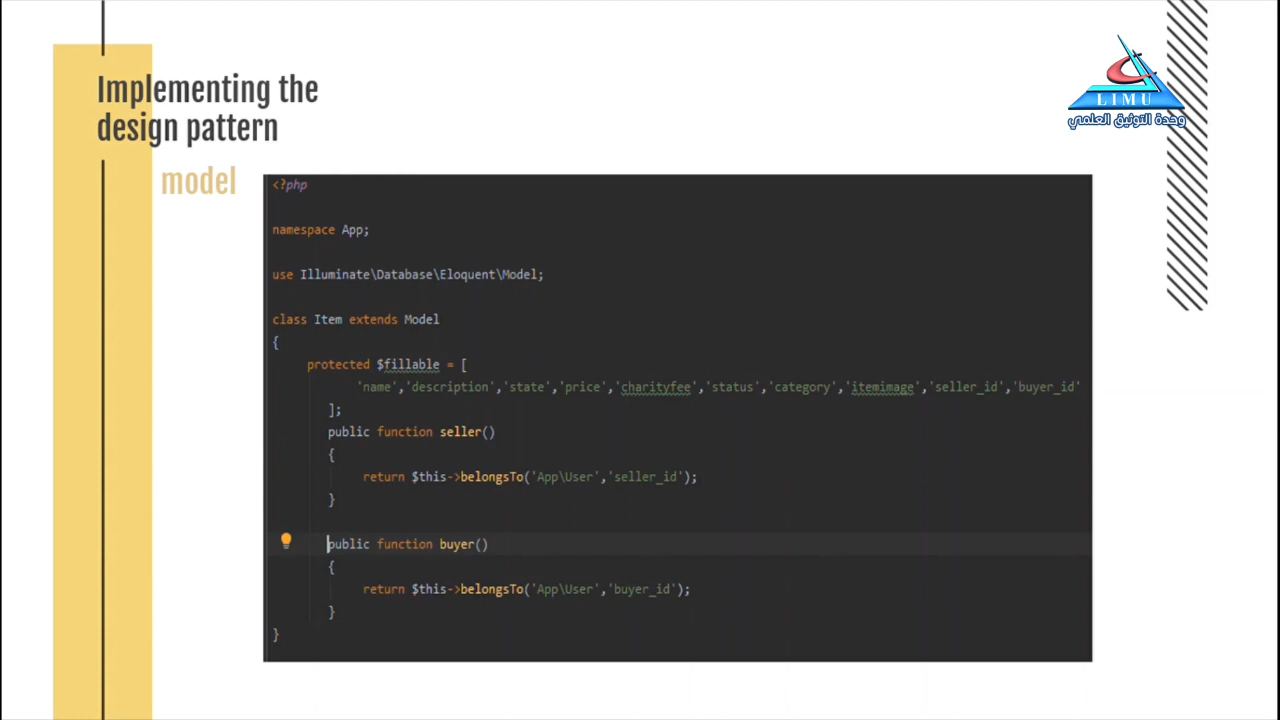 Implementing the
design pattern
model
LIMU
وحدة التوثيق العلمي
<?php
namespace App;
use Illuminate\Database\Eloquent\Model;
class Item extends Model
{
protected $fillable = [
'name','description','state','price','charityfee','status','category','itemimage','seller_id','buyer_id'
];
public function seller()
{
return $this->belongsTo('App\User','seller_id');
}
public function buyer()
{
return $this->belongsTo('App\User','buyer_id');
}
}